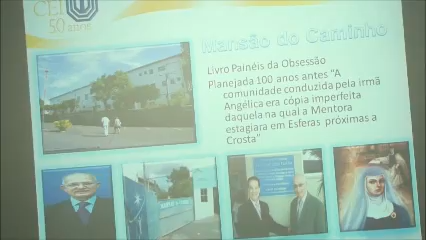 CEI
50 anos
Mansão do Caminho
Livro Painéis da Obsessão
Planejada 100 anos antes "A
comunidade conduzida pela irmã
Angélica era cópia imperfeita
daquela na qual a Mentora
estagiara em Esferas próximas a
Crosta"